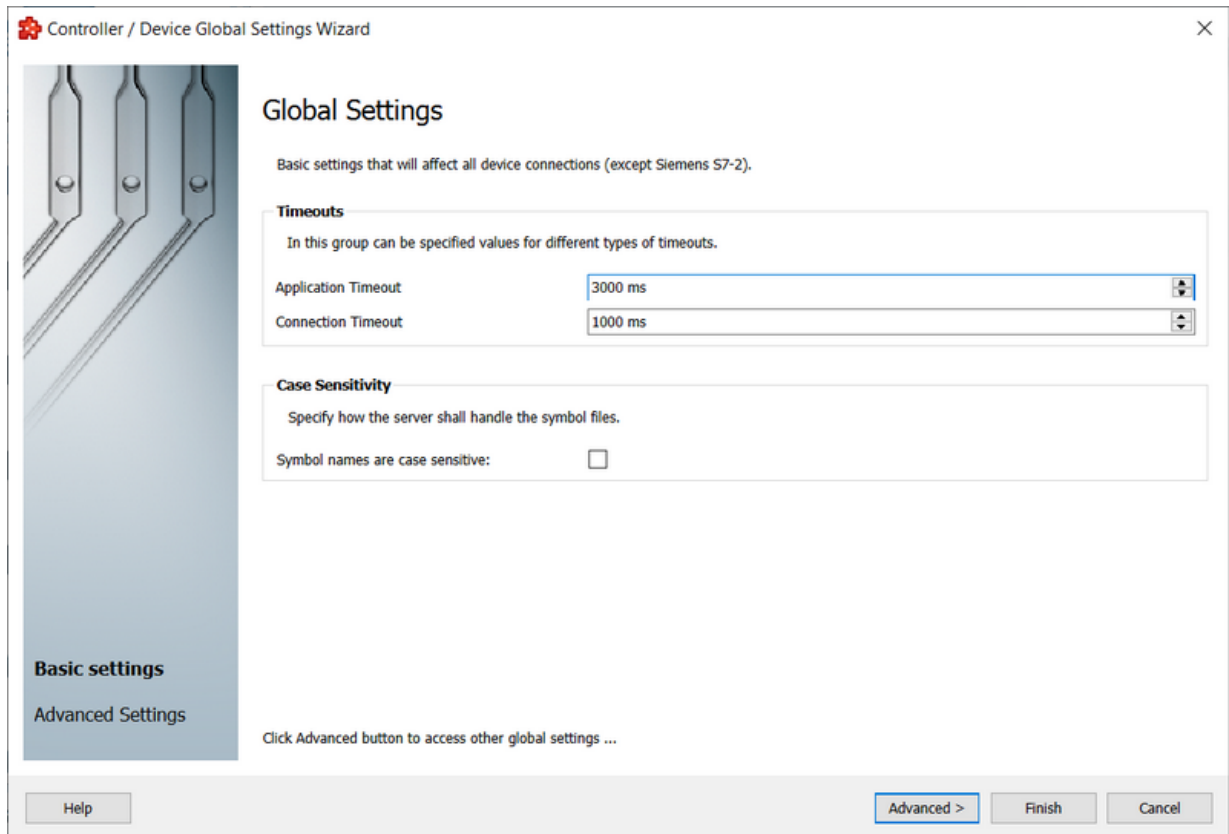 Controller / Device Global Settings Wizard
Global Settings
Basic settings that will affect all device connections (except Siemens S7-2).
Timeouts
In this group can be specified values for different types of timeouts.
Application Timeout 3000 ms
Connection Timeout 1000 ms
Case Sensitivity
Specify how the server shall handle the symbol files.
Symbol names are case sensitive:
Basic settings
Advanced Settings
Click Advanced button to access other global settings ...
Help Advanced > Finish Cancel